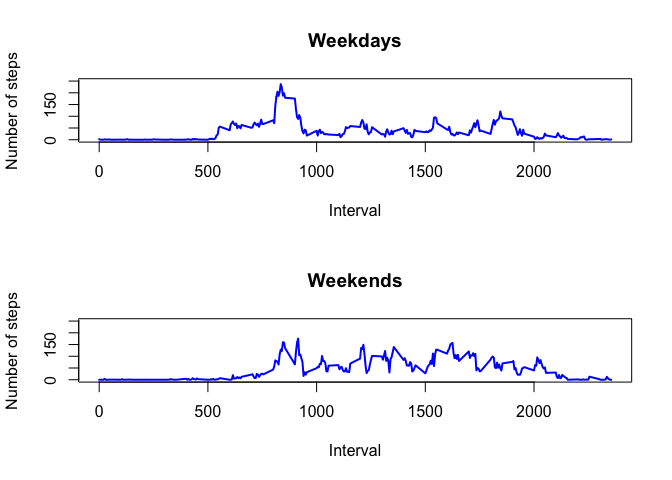 Weekdays
Number of steps
150
0
0 500 1000 1500 2000
Interval
Weekends
Number of steps
150
0
0 500 1000 1500 2000
Interval